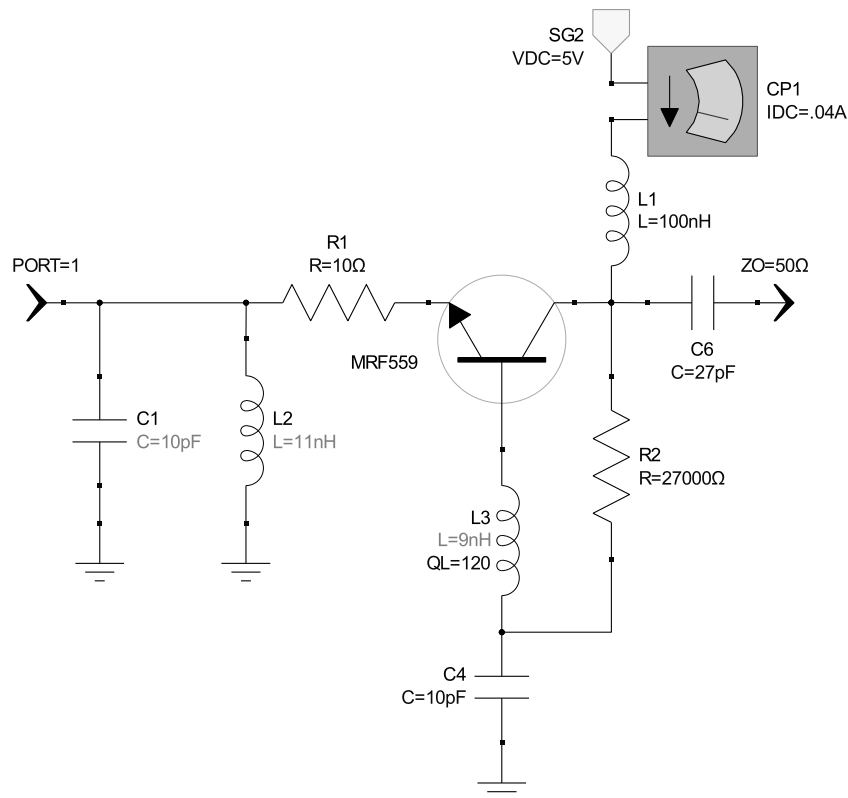 SG2
VDC=5V
CP1
IDC=.04A
L1
L=100nH
PORT=1
R1
R=10Ω
ZO=50Ω
MRF559
C6
C=27pF
C1
C=10pF
L2
L=11nH
R2
R=27000Ω
L3
L=9nH
QL=120
C4
C=10pF